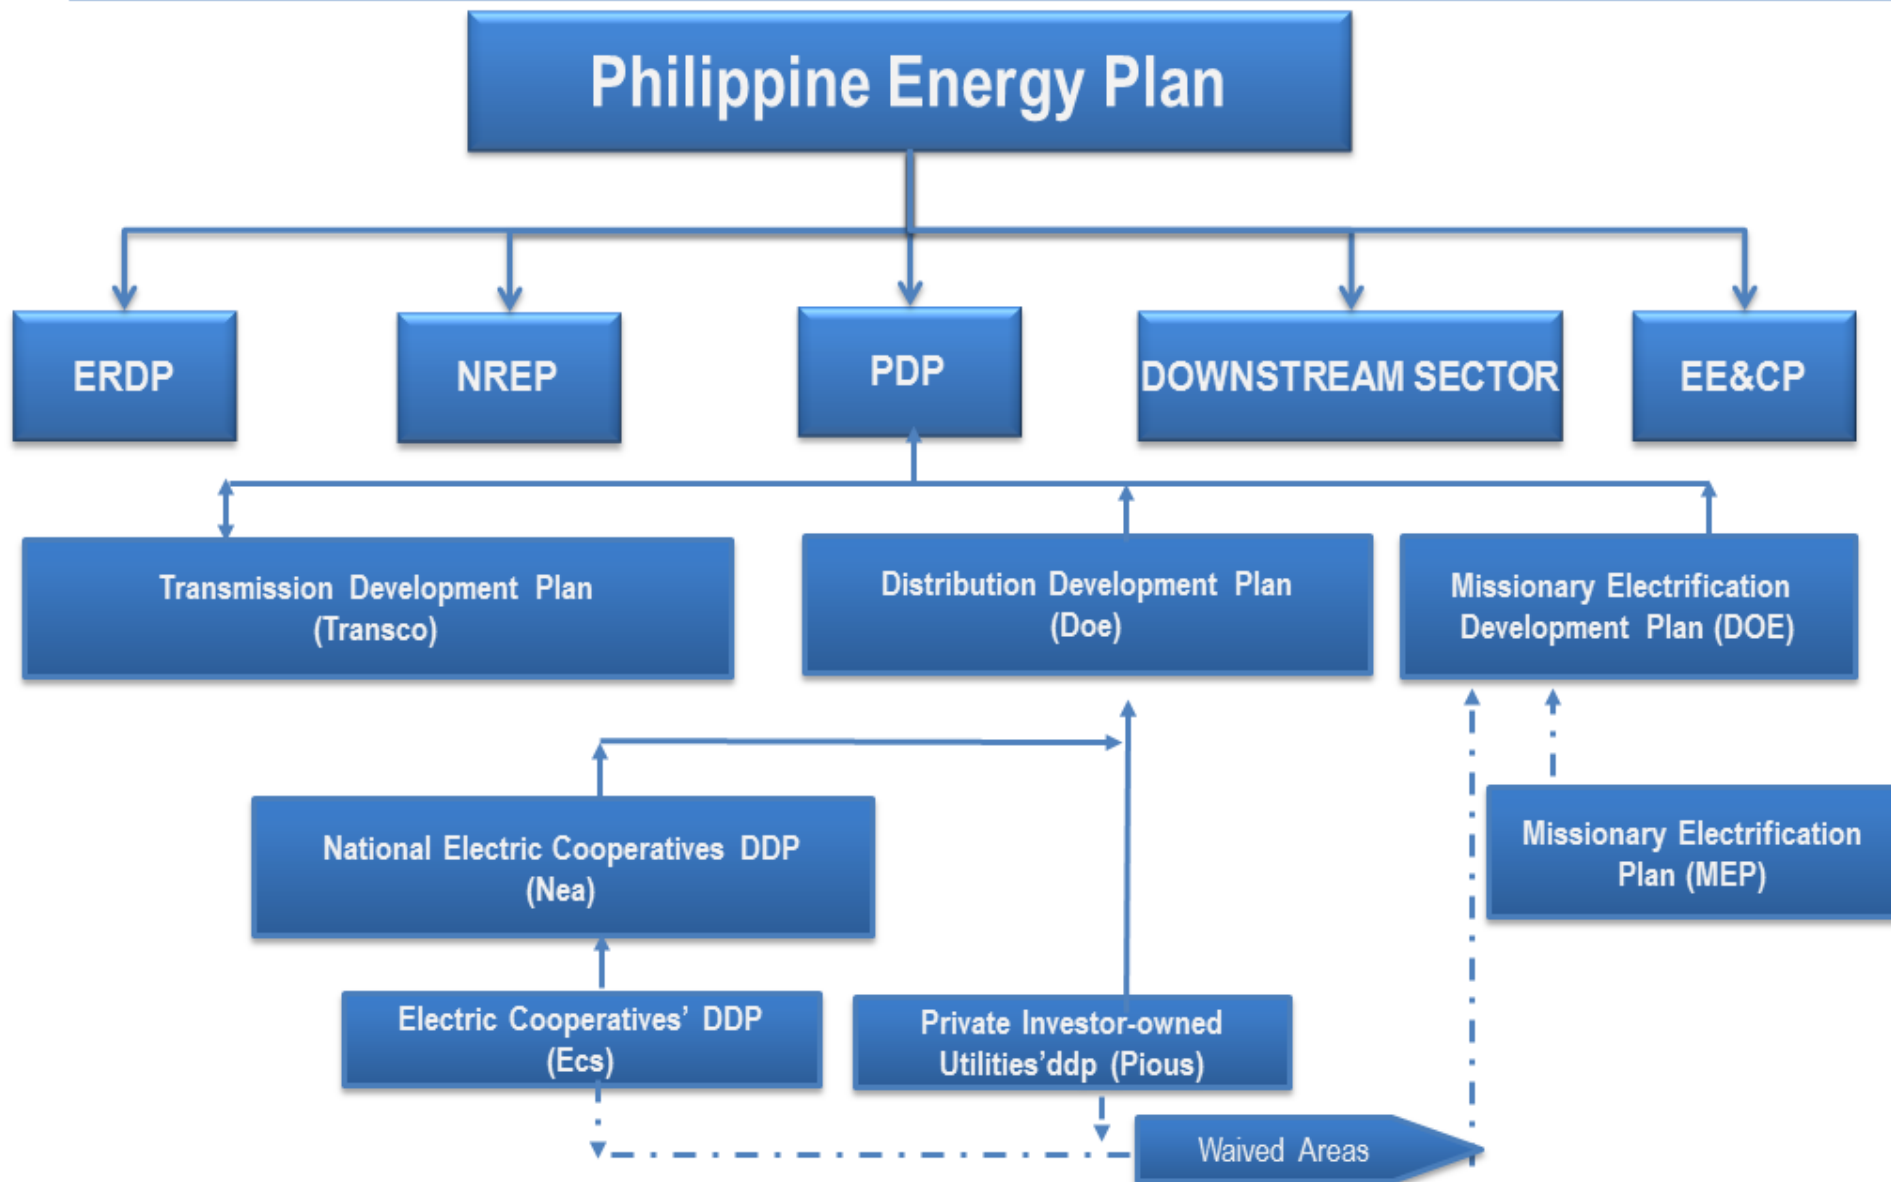 Philippine Energy Plan
ERDP
NREP
PDP
DOWNSTREAM SECTOR
EE&CP
Transmission Development Plan
(Transco)
Distribution Development Plan
(Doe)
Missionary Electrification
Development Plan (DOE)
National Electric Cooperatives DDP
(Nea)
Missionary Electrification
Plan (MEP)
Electric Cooperatives’ DDP
(Ecs)
Private Investor-owned
Utilities’ddp (Pious)
Waived Areas